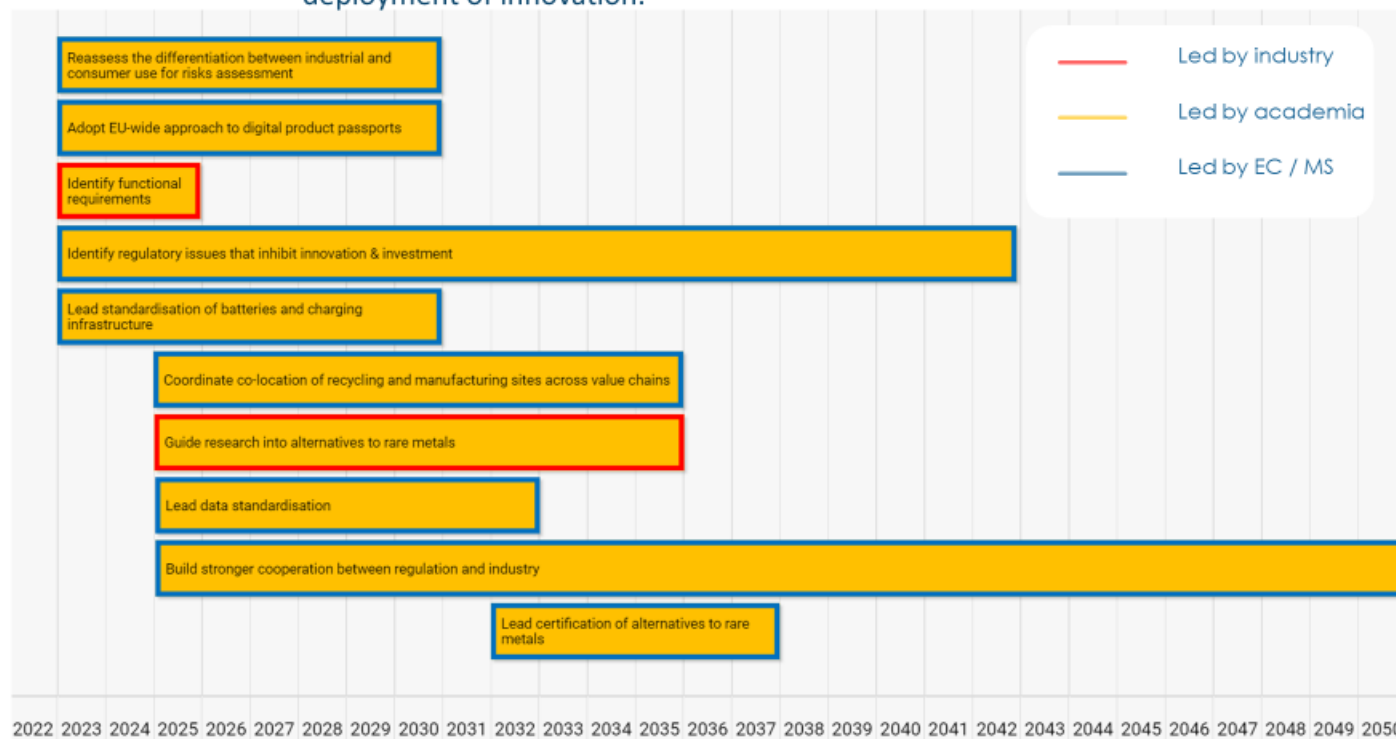 deployment of innovation.
Reassess the differentiation between industrial and
consumer use for risks assessment
Adopt EU-wide approach to digital product passports
Identify functional
requirements
Identify regulatory issues that inhibit innovation & investment
Lead standardisation of batteries and charging
infrastructure
Coordinate co-location of recycling and manufacturing sites across value chains
Guide research into alternatives to rare metals
Lead data standardisation
Build stronger cooperation between regulation and industry
Lead certification of alternatives to rare
metals
Led by industry
Led by academia
Led by EC / MS
2022 2023 2024 2025 2026 2027 2028 2029 2030 2031 2032 2033 2034 2035 2036 2037 2038 2039 2040 2041 2042 2043 2044 2045 2046 2047 2048 2049 2050